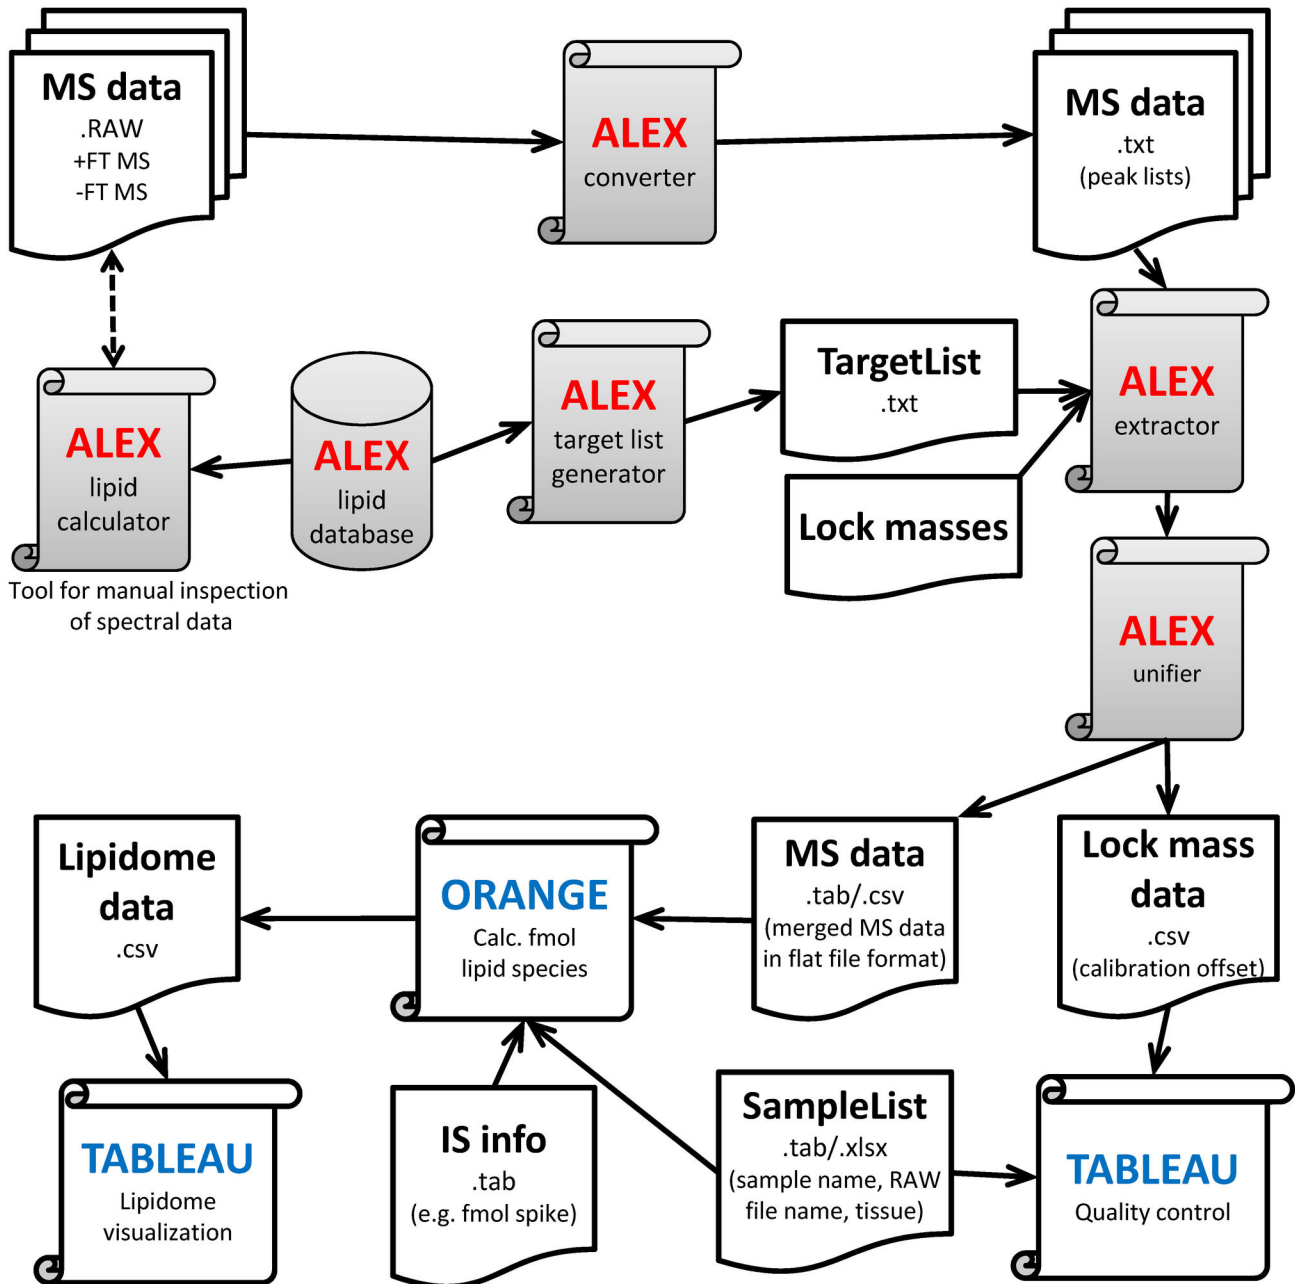 MS data
.RAW
+FT MS
-FT MS
ALEX
converter
MS data
.txt
(peak lists)
ALEX
lipid
calculator
Tool for manual inspection
of spectral data
ALEX
lipid
database
ALEX
target list
generator
TargetList
.txt
Lock masses
ALEX
extractor
ALEX
unifier
Lipidome
data
.csv
ORANGE
Calc. fmol
lipid species
MS data
.tab/.csv
(merged MS data
in flat file format)
Lock mass
data
.csv
(calibration offset)
TABLEAU
Lipidome
visualization
IS info
.tab
(e.g. fmol spike)
SampleList
.tab/.xlsx
(sample name, RAW
file name, tissue)
TABLEAU
Quality control